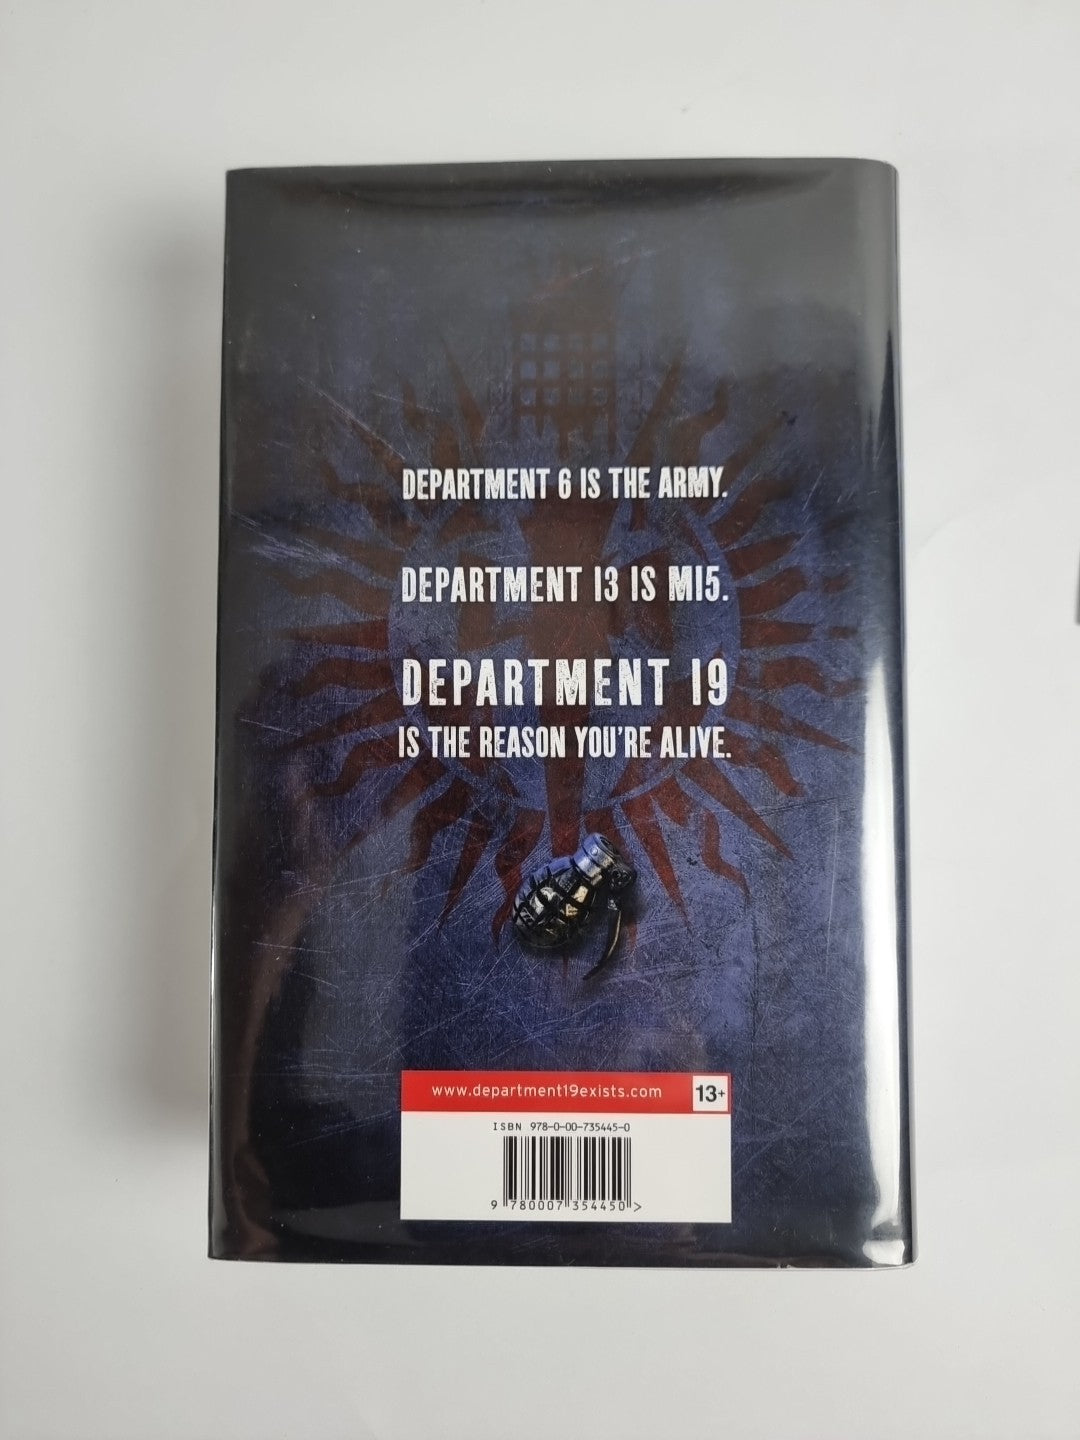 DEPARTMENT 6 IS THE ARMY.
DEPARTMENT 13 IS MI5.
DEPARTMENT 19
IS THE REASON YOU'RE ALIVE.
www.department19exists.com 13+
ISBN 978-0-00-735445-0
9 780007 354450 >